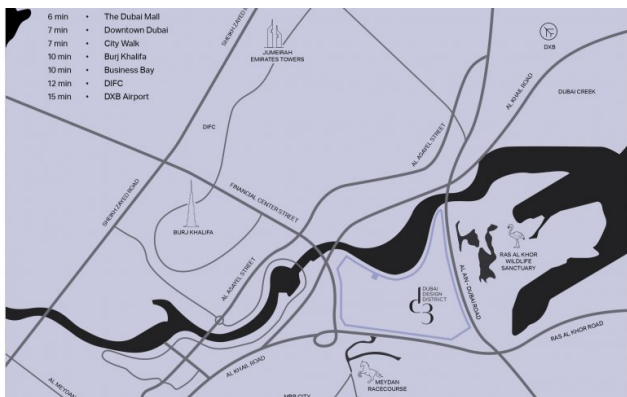 6 min • The Dubai Mall
7 min • Downtown Dubai
7 min • City Walk
10 min • Burj Khalifa
10 min • Business Bay
12 min • DIFC
15 min • DXB Airport
SHEIKH ZAYED ROAD
JUMEIRAH
EMIRATES TOWERS
DXB
AL KHAIL ROAD
DUBAI CREEK
DIFC
AL ASAYEL STREET
SHEIKH ZAYED ROAD
FINANCIAL CENTER STREET
BURJ KHALIFA
RAS AL KHOR
WILDLIFE
SANCTUARY
AL ASAYEL STREET
DUBAI
DESIGN
DISTRICT
d3
AL AIN - DUBAI ROAD
RAS AL KHOR ROAD
AL KHAIL ROAD
MEYDAN
RACECOURSE
AL MEYDAN
MBR CITY